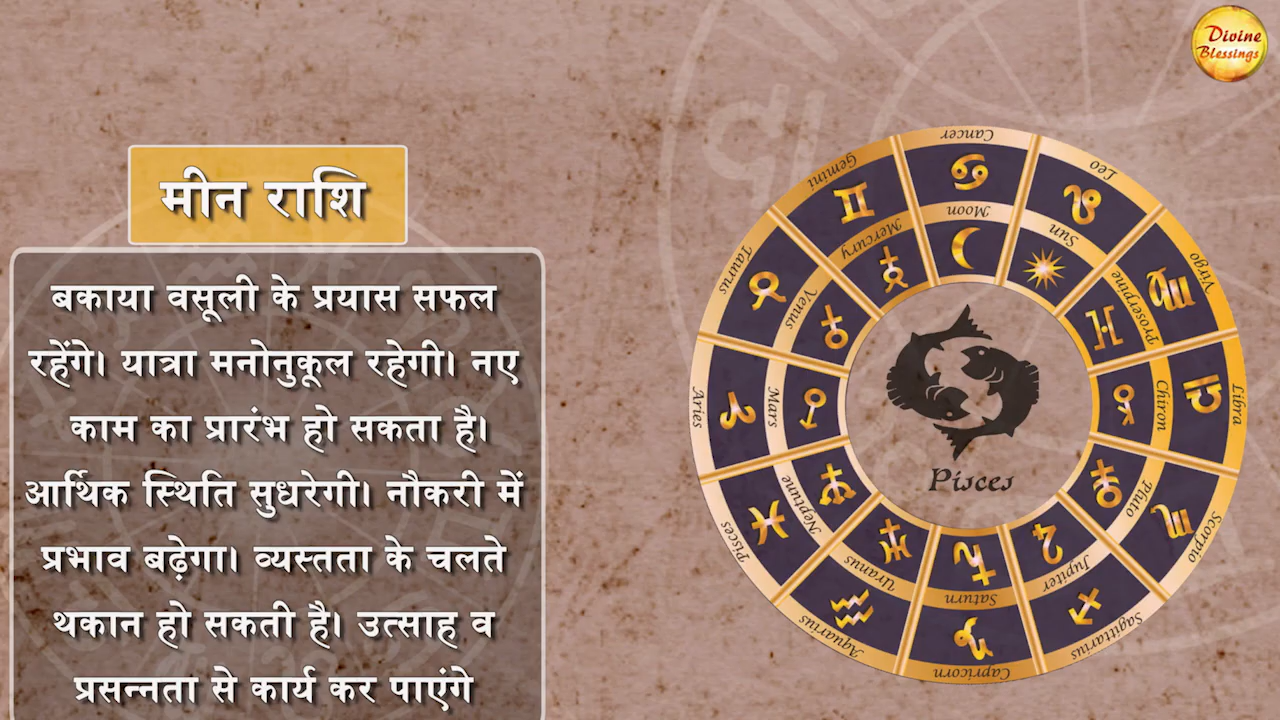 Divine
Blessings
मीन राशि
बकाया वसूली के प्रयास सफल
रहेंगे। यात्रा मनोनुकूल रहेगी। नए
काम का प्रारंभ हो सकता है।
आर्थिक स्थिति सुधरेगी। नौकरी में
प्रभाव बढ़ेगा। व्यस्तता के चलते
थकान हो सकती है। उत्साह व
प्रसन्नता से कार्य कर पाएंगे
Cancer
Leo
Virgo
Libra
Scorpio
Sagittarius
Capricorn
Aquarius
Pisces
Aries
Taurus
Gemini
Moon
Sun
Proserpine
Chiron
Pluto
Jupiter
Saturn
Uranus
Neptune
Mars
Venus
Mercury
Pisces